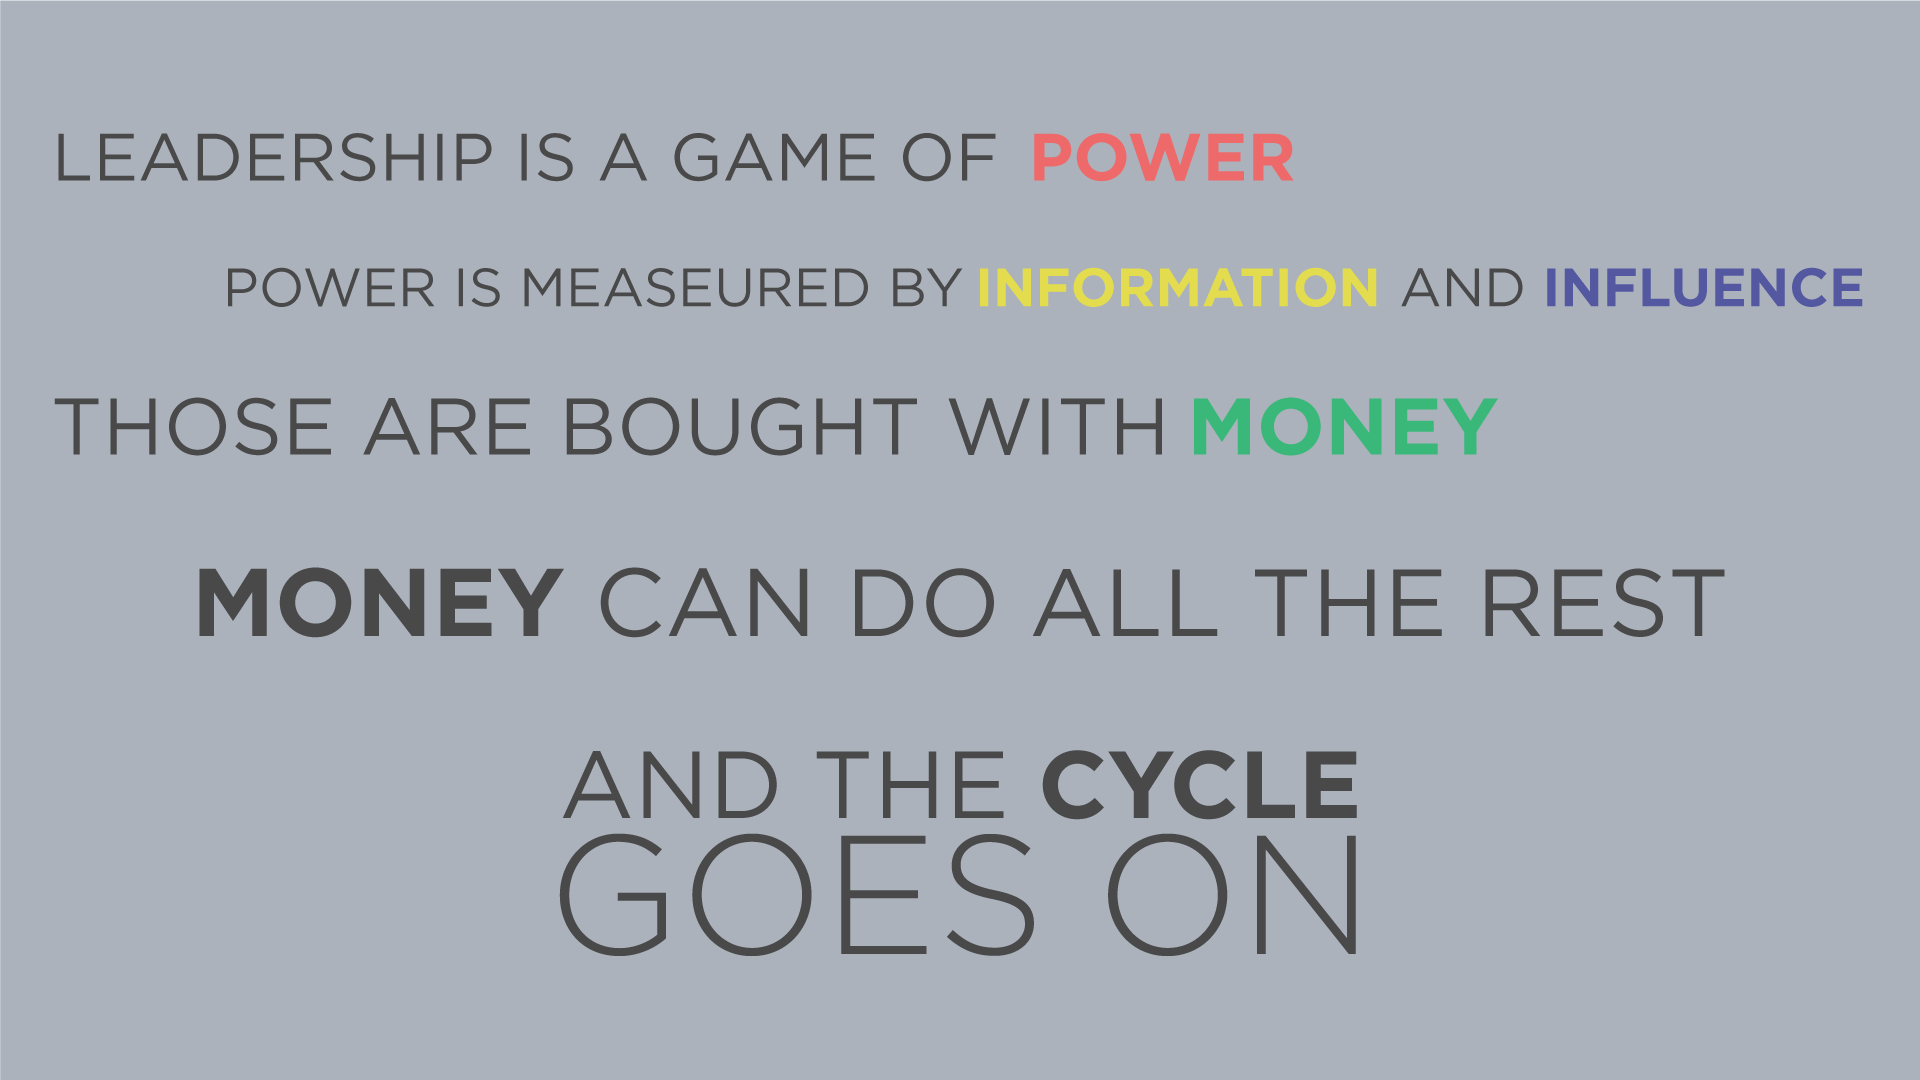 LEADERSHIP IS A GAME OF POWER
POWER IS MEASEURED BY INFORMATION AND INFLUENCE
THOSE ARE BOUGHT WITH MONEY
MONEY CAN DO ALL THE REST
AND THE CYCLE
GOES ON